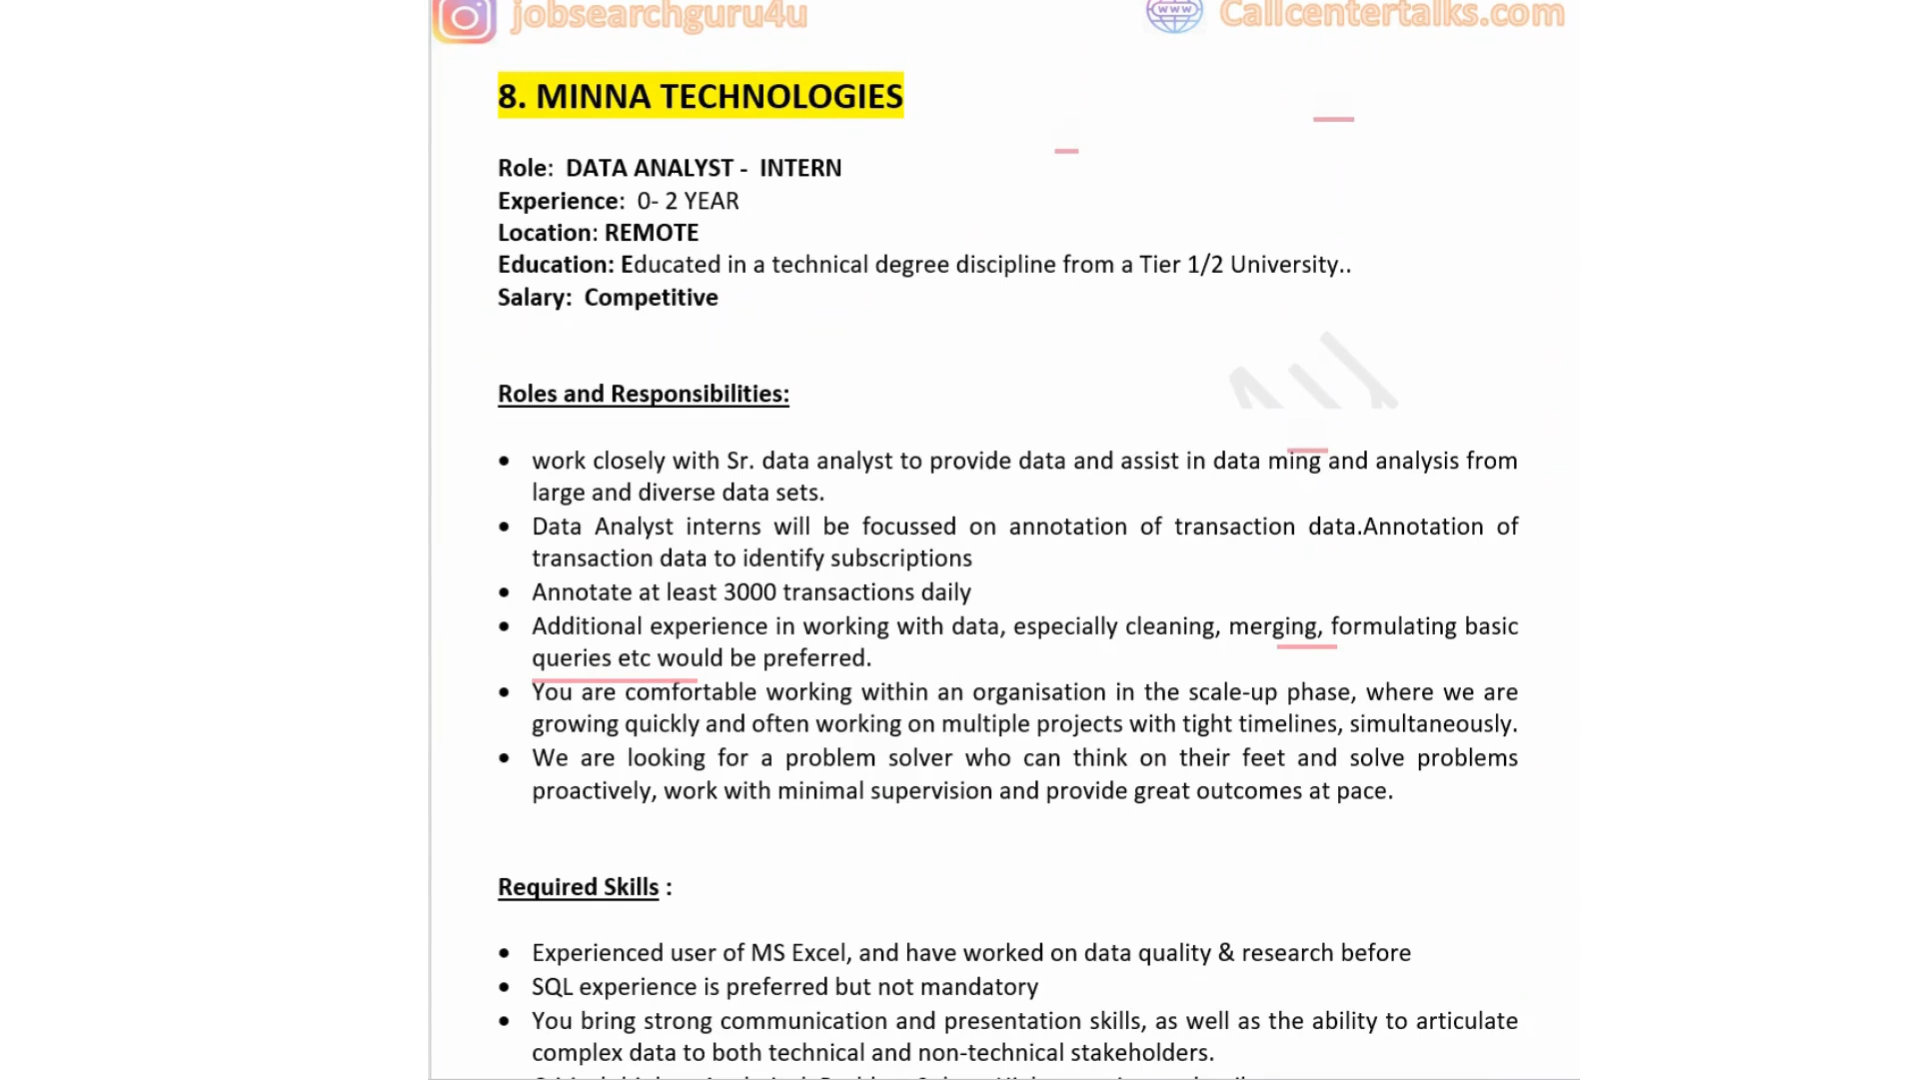 jobsearchguru4u Callcentertalks.com
8. MINNA TECHNOLOGIES
Role: DATA ANALYST - INTERN
Experience: 0- 2 YEAR
Location: REMOTE
Education: Educated in a technical degree discipline from a Tier 1/2 University..
Salary: Competitive
Roles and Responsibilities:
• work closely with Sr. data analyst to provide data and assist in data ming and analysis from
large and diverse data sets.
• Data Analyst interns will be focussed on annotation of transaction data.Annotation of
transaction data to identify subscriptions
• Annotate at least 3000 transactions daily
• Additional experience in working with data, especially cleaning, merging, formulating basic
queries etc would be preferred.
• You are comfortable working within an organisation in the scale-up phase, where we are
growing quickly and often working on multiple projects with tight timelines, simultaneously.
• We are looking for a problem solver who can think on their feet and solve problems
proactively, work with minimal supervision and provide great outcomes at pace.
Required Skills :
• Experienced user of MS Excel, and have worked on data quality & research before
• SQL experience is preferred but not mandatory
• You bring strong communication and presentation skills, as well as the ability to articulate
complex data to both technical and non-technical stakeholders.